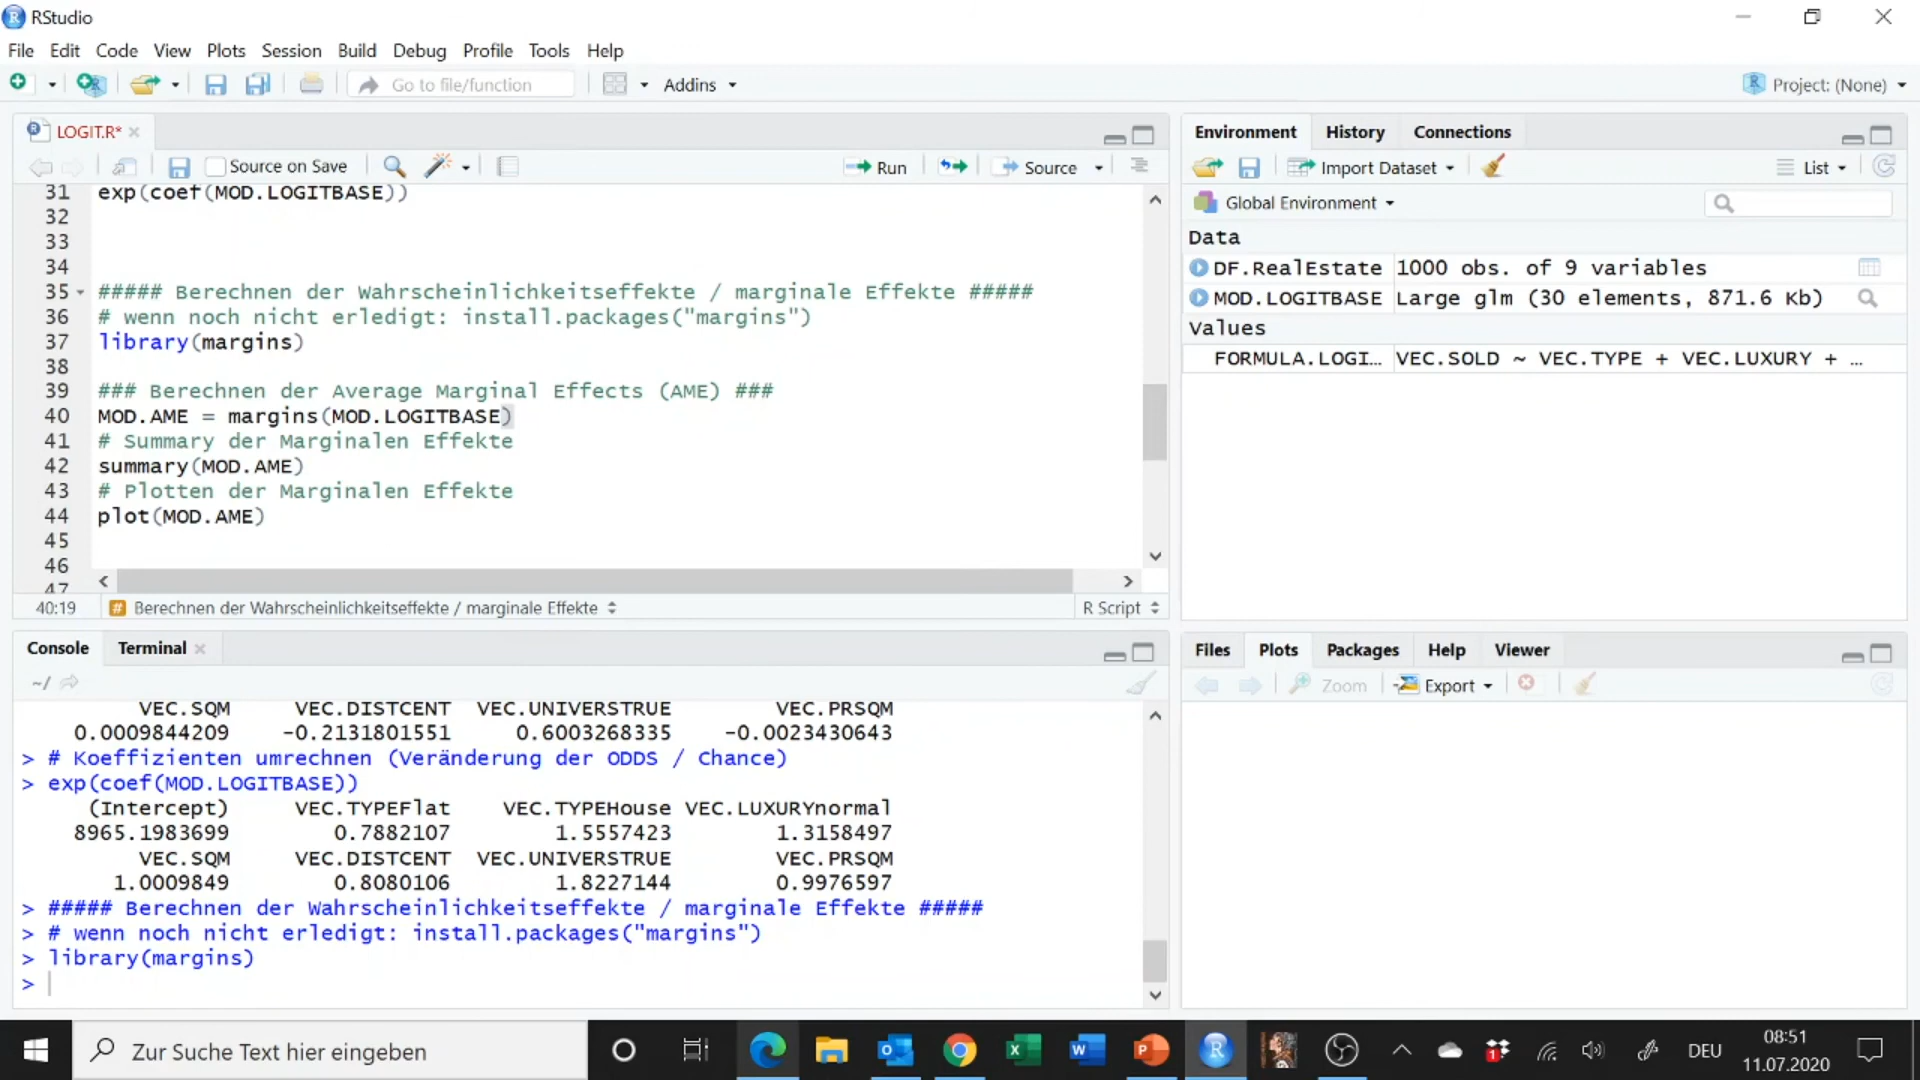 RStudio
File Edit Code View Plots Session Build Debug Profile Tools Help
Go to file/function Addins Project: (None)
LOGIT.R*
Source on Save Run Source
31 exp(coef(MOD.LOGITBASE))
32
33
34
35 ##### Berechnen der Wahrscheinlichkeitseffekte / marginale Effekte #####
36 # wenn noch nicht erledigt: install.packages("margins")
37 library(margins)
38
39 ### Berechnen der Average Marginal Effects (AME) ###
40 MOD.AME = margins(MOD.LOGITBASE)
41 # Summary der Marginalen Effekte
42 summary(MOD.AME)
43 # Plotten der Marginalen Effekte
44 plot(MOD.AME)
45
46
47
40:19 # Berechnen der Wahrscheinlichkeitseffekte / marginale Effekte R Script
Console Terminal
~/
VEC.SQM VEC.DISTCENT VEC.UNIVERSTRUE VEC.PRSQM
0.0009844209 -0.2131801551 0.6003268335 -0.0023430643
> # Koeffizienten umrechnen (Veränderung der ODDS / Chance)
> exp(coef(MOD.LOGITBASE))
(Intercept) VEC.TYPEFlat VEC.TYPEHouse VEC.LUXURYnormal
8965.1983699 0.7882107 1.5557423 1.3158497
VEC.SQM VEC.DISTCENT VEC.UNIVERSTRUE VEC.PRSQM
1.0009849 0.8080106 1.8227144 0.9976597
> ##### Berechnen der Wahrscheinlichkeitseffekte / marginale Effekte #####
> # wenn noch nicht erledigt: install.packages("margins")
> library(margins)
>
Environment History Connections
Import Dataset List
Global Environment
Data
DF.RealEstate 1000 obs. of 9 variables
MOD.LOGITBASE Large glm (30 elements, 871.6 Kb)
Values
FORMULA.LOGI… VEC.SOLD ~ VEC.TYPE + VEC.LUXURY + …
Files Plots Packages Help Viewer
Zoom Export
Zur Suche Text hier eingeben
DEU
08:51
11.07.2020